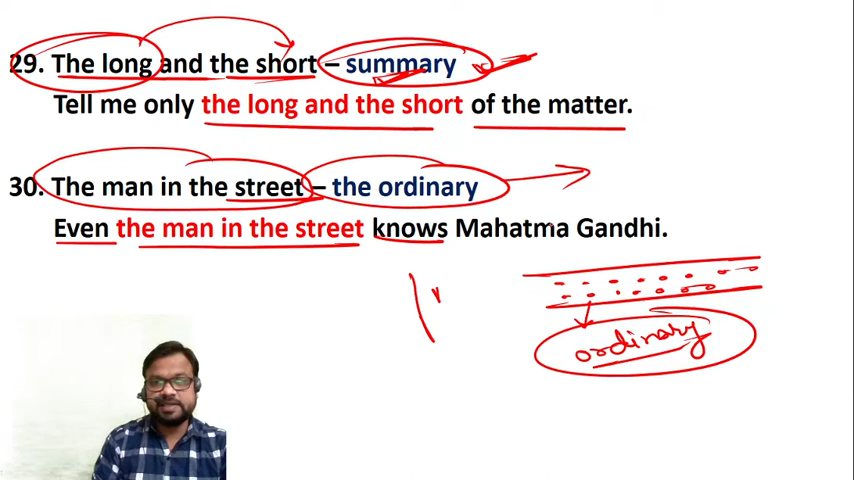 29. The long and the short – summary
Tell me only the long and the short of the matter.
30. The man in the street – the ordinary
Even the man in the street knows Mahatma Gandhi.
ordinary